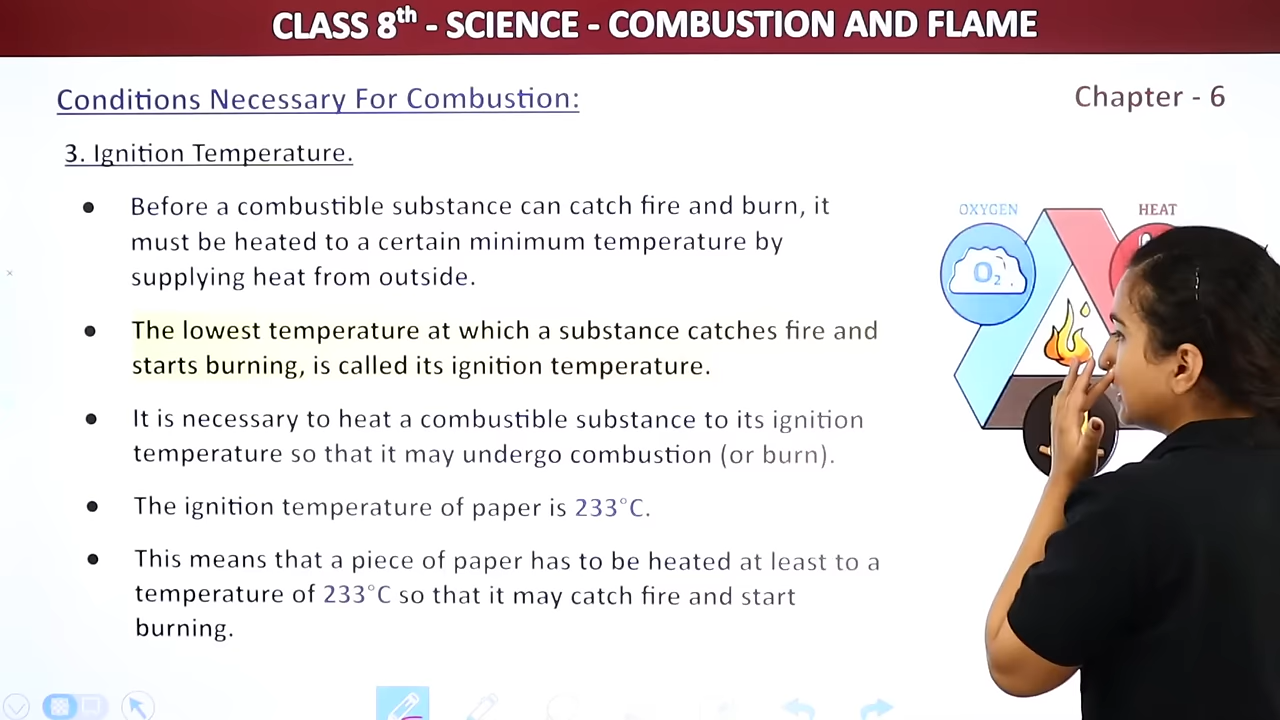 CLASS 8th - SCIENCE - COMBUSTION AND FLAME
Conditions Necessary For Combustion:
Chapter - 6
3. Ignition Temperature.
● Before a combustible substance can catch fire and burn, it
must be heated to a certain minimum temperature by
supplying heat from outside.
● The lowest temperature at which a substance catches fire and
starts burning, is called its ignition temperature.
● It is necessary to heat a combustible substance to its ignition
temperature so that it may undergo combustion (or burn).
● The ignition temperature of paper is 233°C.
● This means that a piece of paper has to be heated at least to a
temperature of 233°C so that it may catch fire and start
burning.
OXYGEN
HEAT
O₂